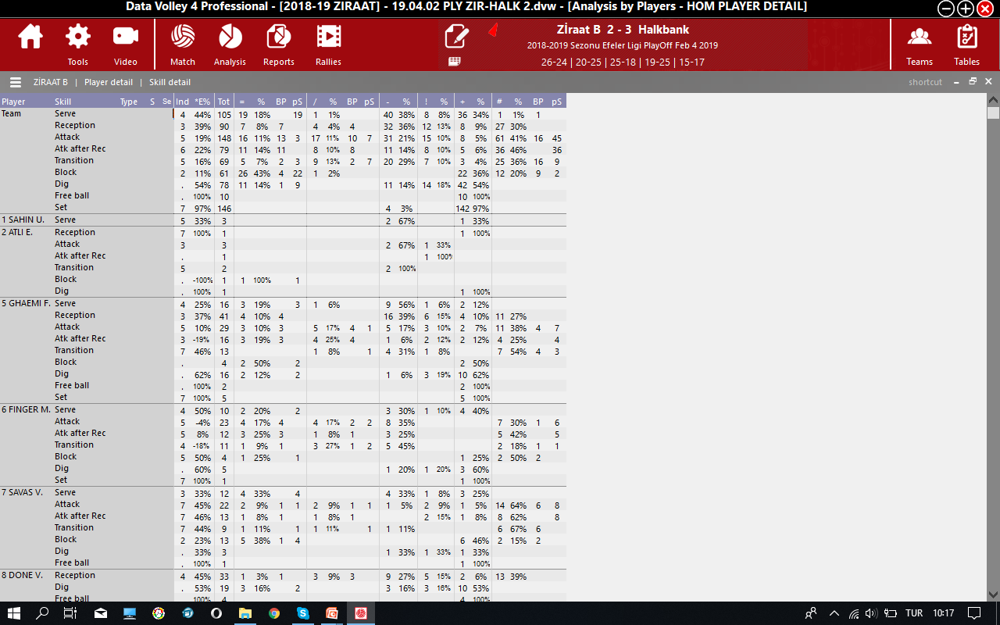 Data Volley 4 Professional - [2018-19 ZIRAAT] - 19.04.02 PLY ZIR-HALK 2.dvw - [Analysis by Players - HOM PLAYER DETAIL]
Tools Video Match Analysis Reports Rallies Teams Tables
Ziraat B 2 - 3 Halkbank
2018-2019 Sezonu Efeler Ligi PlayOff Feb 4 2019
26-24 | 20-25 | 25-18 | 19-25 | 15-17
ZİRAAT B | Player detail | Skill detail shortcut
Player Skill Type S Se Ind *E% Tot = % BP pS / % BP pS - % ! % + % # % BP pS
Team Serve 4 44% 105 19 18% 19 1 1% 40 38% 8 8% 36 34% 1 1% 1
Reception 3 39% 90 7 8% 7 4 4% 4 32 36% 12 13% 8 9% 27 30%
Attack 5 19% 148 16 11% 13 3 17 11% 10 7 31 21% 15 10% 8 5% 61 41% 16 45
Atk after Rec 6 22% 79 11 14% 11 8 10% 8 11 14% 8 10% 5 6% 36 46% 36
Transition 5 16% 69 5 7% 2 3 9 13% 2 7 20 29% 7 10% 3 4% 25 36% 16 9
Block 2 11% 61 26 43% 4 22 1 2% 22 36% 12 20% 9 2
Dig . 54% 78 11 14% 1 9 11 14% 14 18% 42 54%
Free ball . 100% 10 10 100%
Set 7 97% 146 4 3% 142 97%
1 SAHIN U. Serve 5 33% 3 2 67% 1 33%
2 ATLI E. Reception 7 100% 1 1 100%
Attack 3 3 2 67% 1 33%
Atk after Rec . 1 1 100%
Transition 5 2 2 100%
Block . -100% 1 1 100% 1
Dig . 100% 1 1 100%
5 GHAEMI F. Serve 4 25% 16 3 19% 3 1 6% 9 56% 1 6% 2 12%
Reception 3 37% 41 4 10% 4 16 39% 6 15% 4 10% 11 27%
Attack 5 10% 29 3 10% 3 5 17% 4 1 5 17% 3 10% 2 7% 11 38% 4 7
Atk after Rec 3 -19% 16 3 19% 3 4 25% 4 1 6% 2 12% 2 12% 4 25% 4
Transition 7 46% 13 1 8% 1 4 31% 1 8% 7 54% 4 3
Block . 4 2 50% 2 2 50%
Dig . 62% 16 2 12% 2 1 6% 3 19% 10 62%
Free ball . 100% 2 2 100%
Set 7 100% 5 5 100%
6 FINGER M. Serve 4 50% 10 2 20% 2 3 30% 1 10% 4 40%
Attack 5 -4% 23 4 17% 4 4 17% 2 2 8 35% 7 30% 1 6
Atk after Rec 5 8% 12 3 25% 3 1 8% 1 3 25% 5 42% 5
Transition 4 -18% 11 1 9% 1 3 27% 1 2 5 45% 2 18% 1 1
Block 5 50% 4 1 25% 1 1 25% 2 50% 2
Dig . 60% 5 1 20% 1 20% 3 60%
Set 7 100% 1 1 100%
7 SAVAS V. Serve 3 33% 12 4 33% 4 4 33% 1 8% 3 25%
Attack 7 45% 22 2 9% 1 1 2 9% 1 1 1 5% 2 9% 1 5% 14 64% 6 8
Atk after Rec 7 46% 13 1 8% 1 1 8% 1 2 15% 1 8% 8 62% 8
Transition 7 44% 9 1 11% 1 1 11% 1 1 11% 6 67% 6
Block 2 23% 13 5 38% 1 4 6 46% 2 15% 2
Dig . 33% 3 1 33% 1 33% 1 33%
Free ball . 100% 1 1 100%
8 DONE V. Reception 4 45% 33 1 3% 1 3 9% 3 9 27% 5 15% 2 6% 13 39%
Dig . 53% 19 3 16% 2 3 16% 3 16% 10 53%
Free ball . 100% 4 4 100%
TUR 10:17